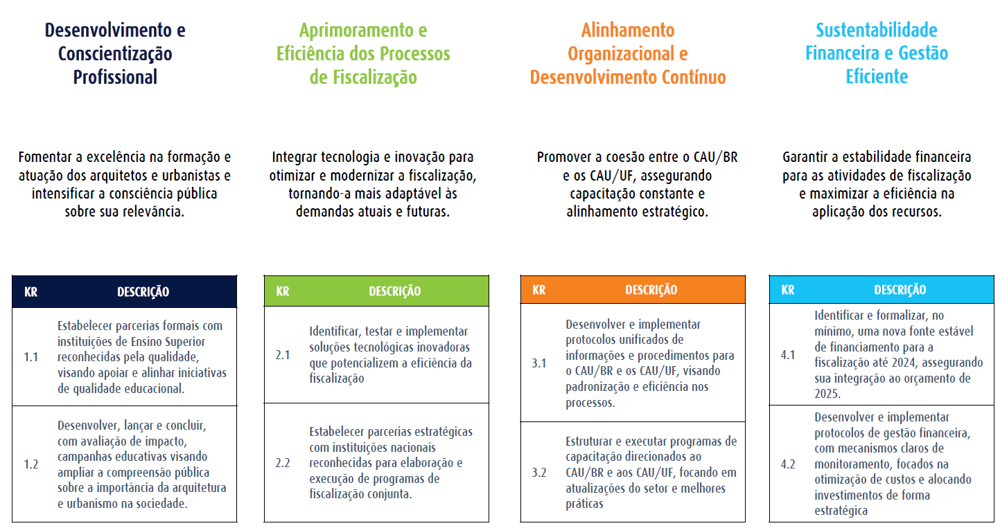 Desenvolvimento e
Conscientização
Profissional
Fomentar a excelência na formação e
atuação dos arquitetos e urbanistas e
intensificar a consciência pública
sobre sua relevância.
KR DESCRIÇÃO
1.1
Estabelecer parcerias formais com
instituições de Ensino Superior
reconhecidas pela qualidade,
visando apoiar e alinhar iniciativas
de qualidade educacional.
1.2
Desenvolver, lançar e concluir,
com avaliação de impacto,
campanhas educativas visando
ampliar a compreensão pública
sobre a importância da arquitetura
e urbanismo na sociedade.
Aprimoramento e
Eficiência dos Processos
de Fiscalização
Integrar tecnologia e inovação para
otimizar e modernizar a fiscalização,
tornando-a mais adaptável às
demandas atuais e futuras.
KR DESCRIÇÃO
2.1
Identificar, testar e implementar
soluções tecnológicas inovadoras
que potencializem a eficiência da
fiscalização
2.2
Estabelecer parcerias estratégicas
com instituições nacionais
reconhecidas para elaboração e
execução de programas de
fiscalização conjunta.
Alinhamento
Organizacional e
Desenvolvimento Contínuo
Promover a coesão entre o CAU/BR
e os CAU/UF, assegurando
capacitação constante e
alinhamento estratégico.
KR DESCRIÇÃO
3.1
Desenvolver e implementar
protocolos unificados de
informações e procedimentos para
o CAU/BR e os CAU/UF, visando
padronização e eficiência nos
processos.
3.2
Estruturar e executar programas de
capacitação direcionados ao
CAU/BR e aos CAU/UF, focando em
atualizações do setor e melhores
práticas
Sustentabilidade
Financeira e Gestão
Eficiente
Garantir a estabilidade financeira
para as atividades de fiscalização
e maximizar a eficiência na
aplicação dos recursos.
KR DESCRIÇÃO
4.1
Identificar e formalizar, no
mínimo, uma nova fonte estável
de financiamento para a
fiscalização até 2024, assegurando
sua integração ao orçamento de
2025.
4.2
Desenvolver e implementar
protocolos de gestão financeira,
com mecanismos claros de
monitoramento, focados na
otimização de custos e alocando
investimentos de forma
estratégica